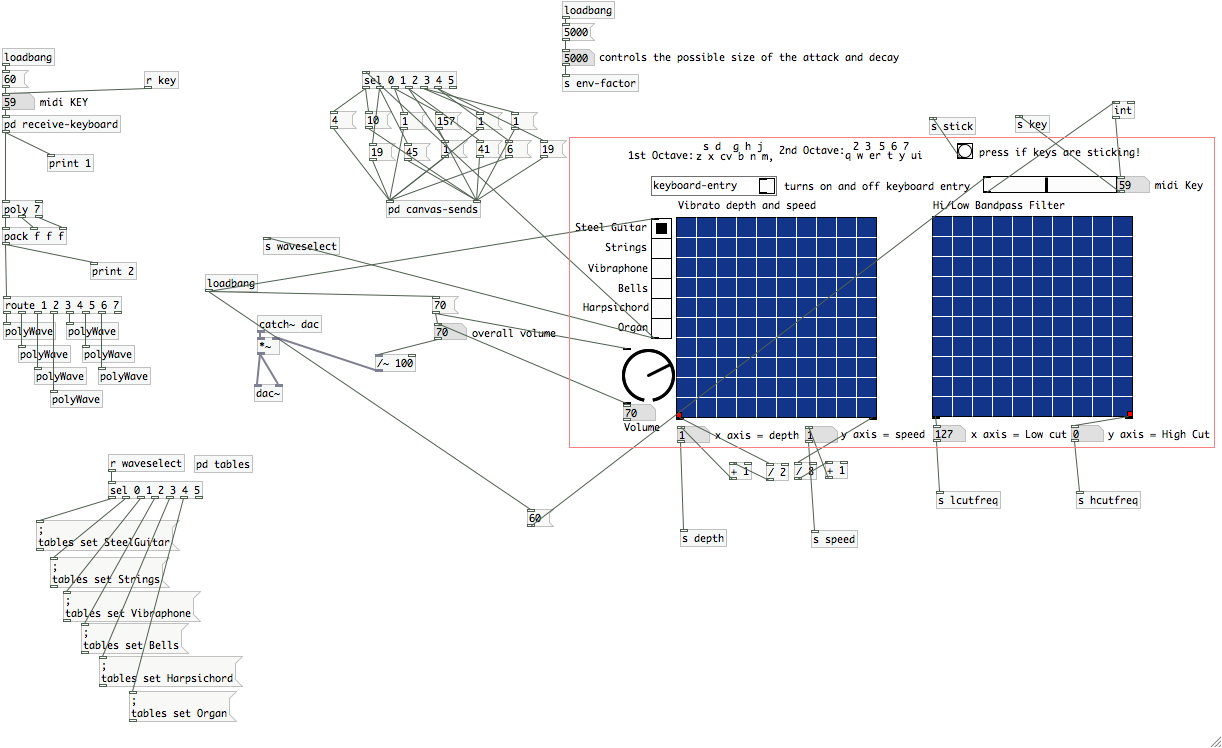 loadbang
5000
5000 controls the possible size of the attack and decay
s env-factor
loadbang
60
r key
59 midi KEY
pd receive-keyboard
print 1
poly 7
pack f f f
print 2
route 1 2 3 4 5 6 7
polyWave polyWave
polyWave polyWave
polyWave polyWave
polyWave
sel 0 1 2 3 4 5
4 10 1 157 1 1
19 45 1 41 6 19
pd canvas-sends
s waveselect
loadbang
70
70 overall volume
catch~ dac
*~
/~ 100
dac~
s stick
s key
int
1st Octave: s d g h j
z x cv b n m,
2nd Octave: 2 3 5 6 7
q w er t y ui
press if keys are sticking!
keyboard-entry turns on and off keyboard entry
59 midi Key
Vibrato depth and speed
Hi/Low Bandpass Filter
Steel Guitar
Strings
Vibraphone
Bells
Harpsichord
Organ
70
Volume
1 x axis = depth 1 y axis = speed
127 x axis = Low cut 0 y axis = High Cut
+ 1 / 2 / 8 + 1
s lcutfreq
s hcutfreq
60
s depth
s speed
r waveselect
pd tables
sel 0 1 2 3 4 5
;
tables set SteelGuitar
;
tables set Strings
;
tables set Vibraphone
;
tables set Bells
;
tables set Harpsichord
;
tables set Organ